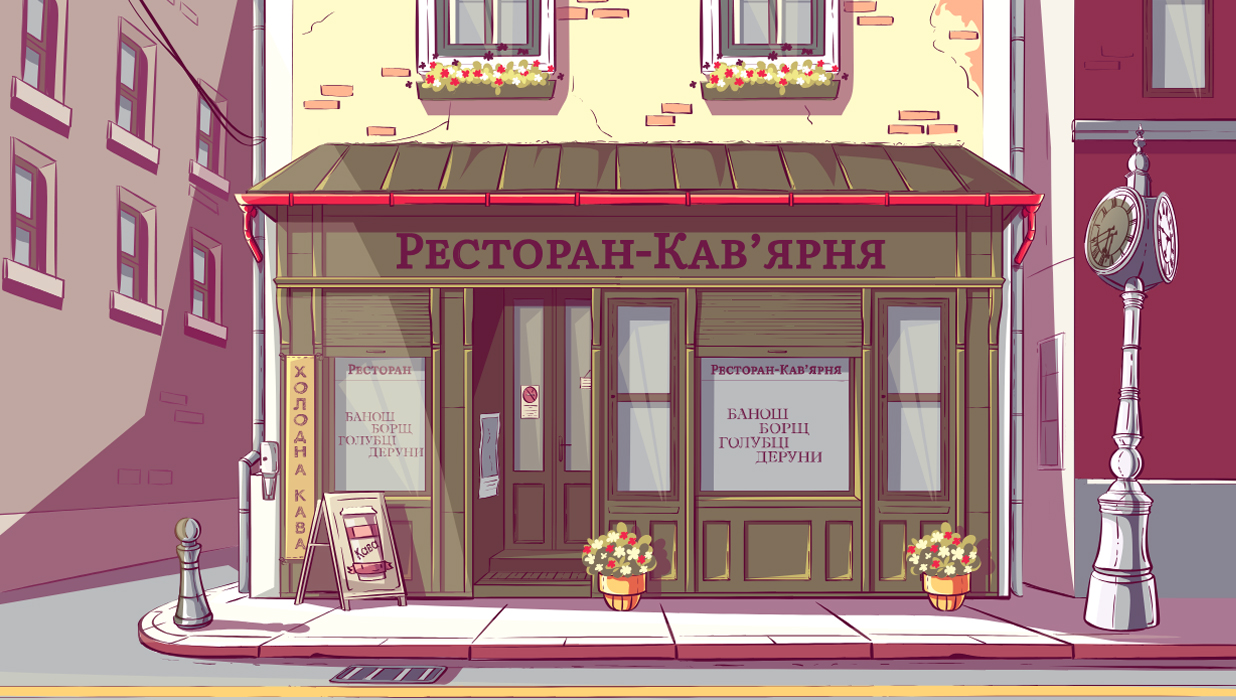 Ресторан-Кав’ярня
ХОЛОДНА КАВА
Ресторан
БАНОШ
БОРЩ
ГОЛУБЦІ
ДЕРУНИ
Ресторан-Кав’ярня
БАНОШ
БОРЩ
ГОЛУБЦІ
ДЕРУНИ
Кава